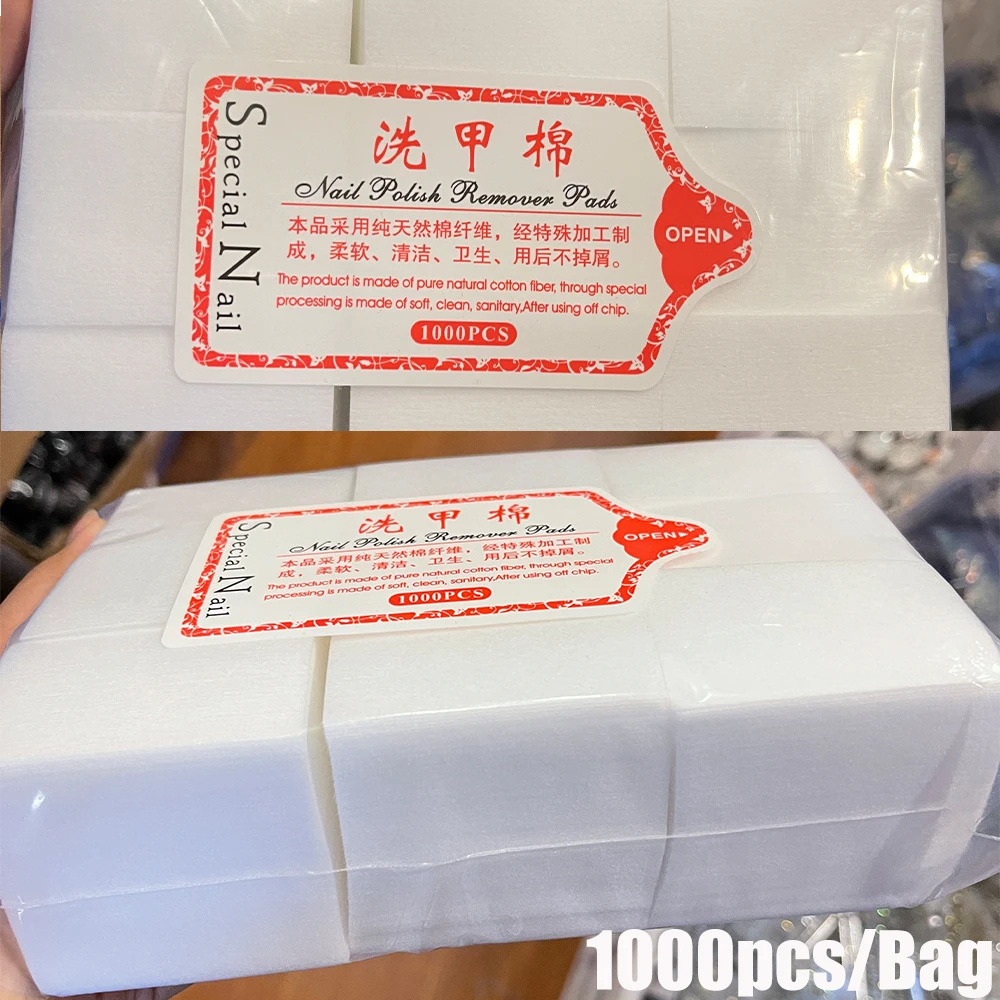 Special Nail
洗甲棉
Nail Polish Remover Pads
本品采用纯天然棉纤维，经特殊加工制
成，柔软、清洁、卫生、用后不掉屑。
The product is made of pure natural cotton fiber, through special
processing is made of soft, clean, sanitary,After using off chip.
1000PCS
OPEN
Special Nail
洗甲棉
Nail Polish Remover Pads
本品采用纯天然棉纤维，经特殊加工制
成，柔软、清洁、卫生、用后不掉屑。
The product is made of pure natural cotton fiber, through special
processing is made of soft, clean, sanitary,After using off chip.
1000PCS
OPEN
1000pcs/Bag